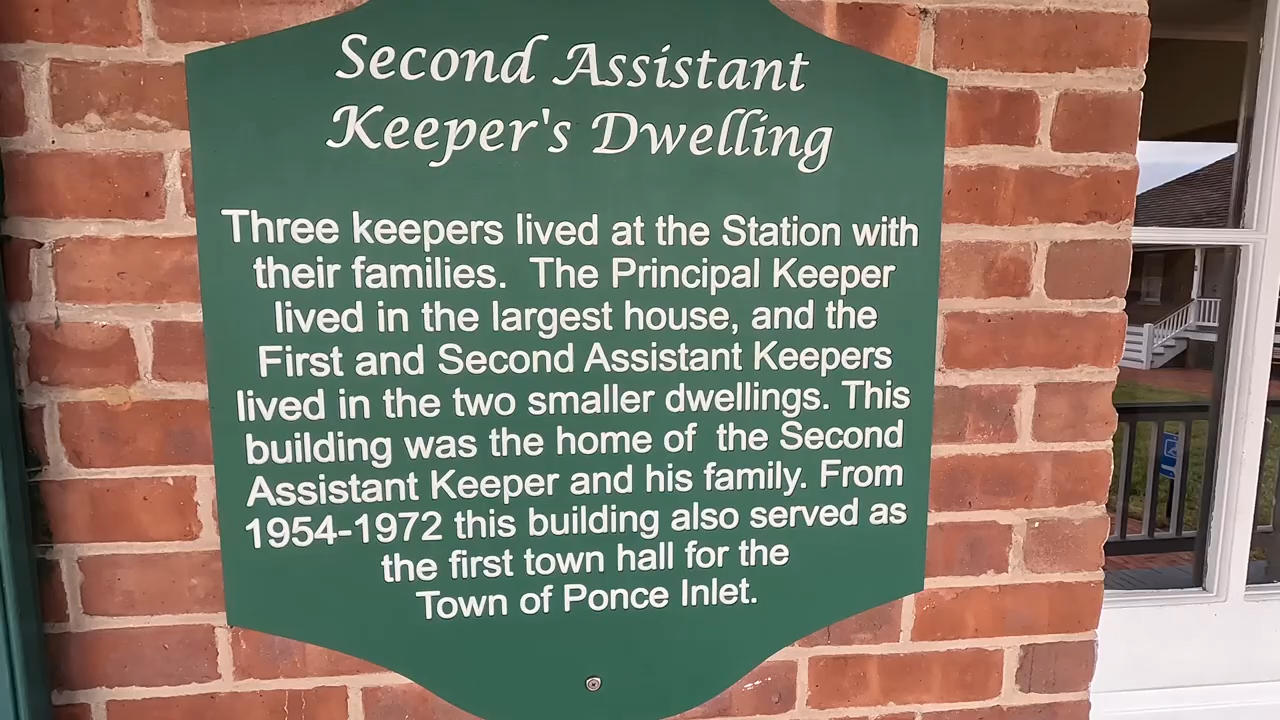 Second Assistant
Keeper's Dwelling
Three keepers lived at the Station with
their families.  The Principal Keeper
lived in the largest house, and the
First and Second Assistant Keepers
lived in the two smaller dwellings. This
building was the home of  the Second
Assistant Keeper and his family. From
1954-1972 this building also served as
the first town hall for the
Town of Ponce Inlet.